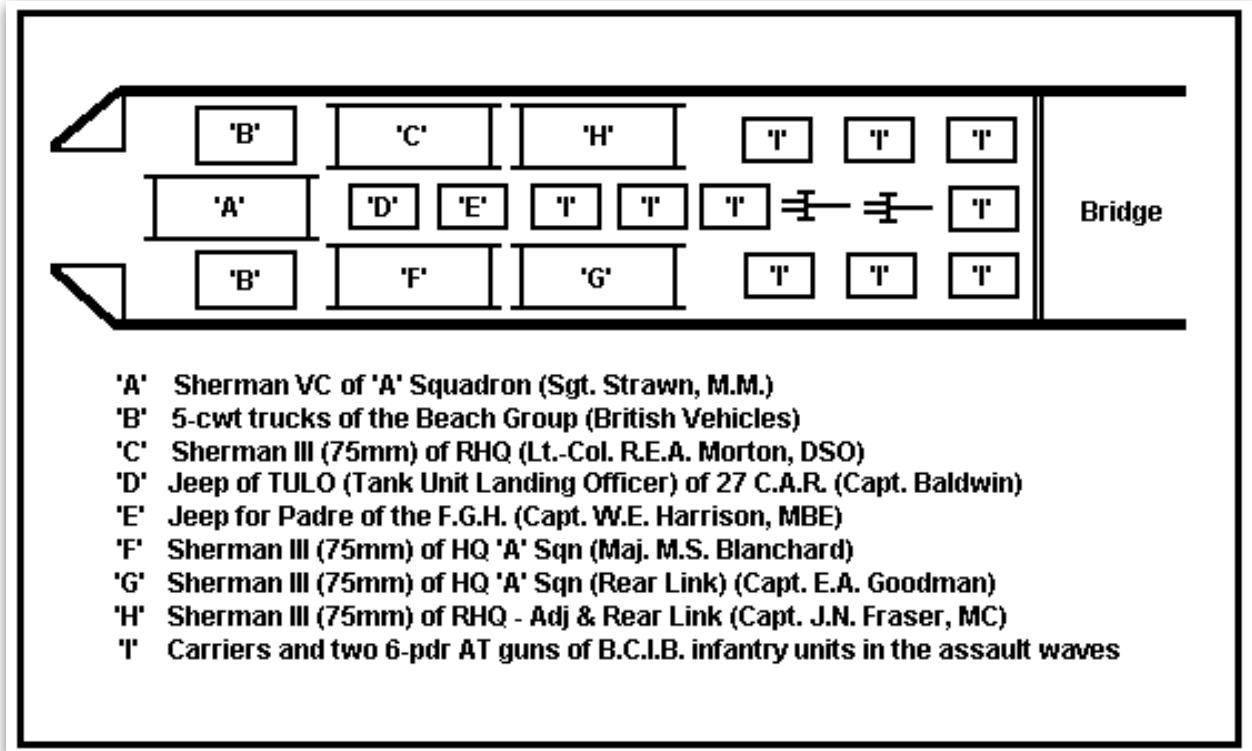 'B' 'C' 'H' 'I' 'I' 'I'
'A' 'D' 'E' 'I' 'I' 'I' 'I' Bridge
'B' 'F' 'G' 'I' 'I' 'I'
'A' Sherman VC of 'A' Squadron (Sgt. Strawn, M.M.)
'B' 5-cwt trucks of the Beach Group (British Vehicles)
'C' Sherman III (75mm) of RHQ (Lt.-Col. R.E.A. Morton, DSO)
'D' Jeep of TULO (Tank Unit Landing Officer) of 27 C.A.R. (Capt. Baldwin)
'E' Jeep for Padre of the F.G.H. (Capt. W.E. Harrison, MBE)
'F' Sherman III (75mm) of HQ 'A' Sqn (Maj. M.S. Blanchard)
'G' Sherman III (75mm) of HQ 'A' Sqn (Rear Link) (Capt. E.A. Goodman)
'H' Sherman III (75mm) of RHQ - Adj & Rear Link (Capt. J.N. Fraser, MC)
'I' Carriers and two 6-pdr AT guns of B.C.I.B. infantry units in the assault waves